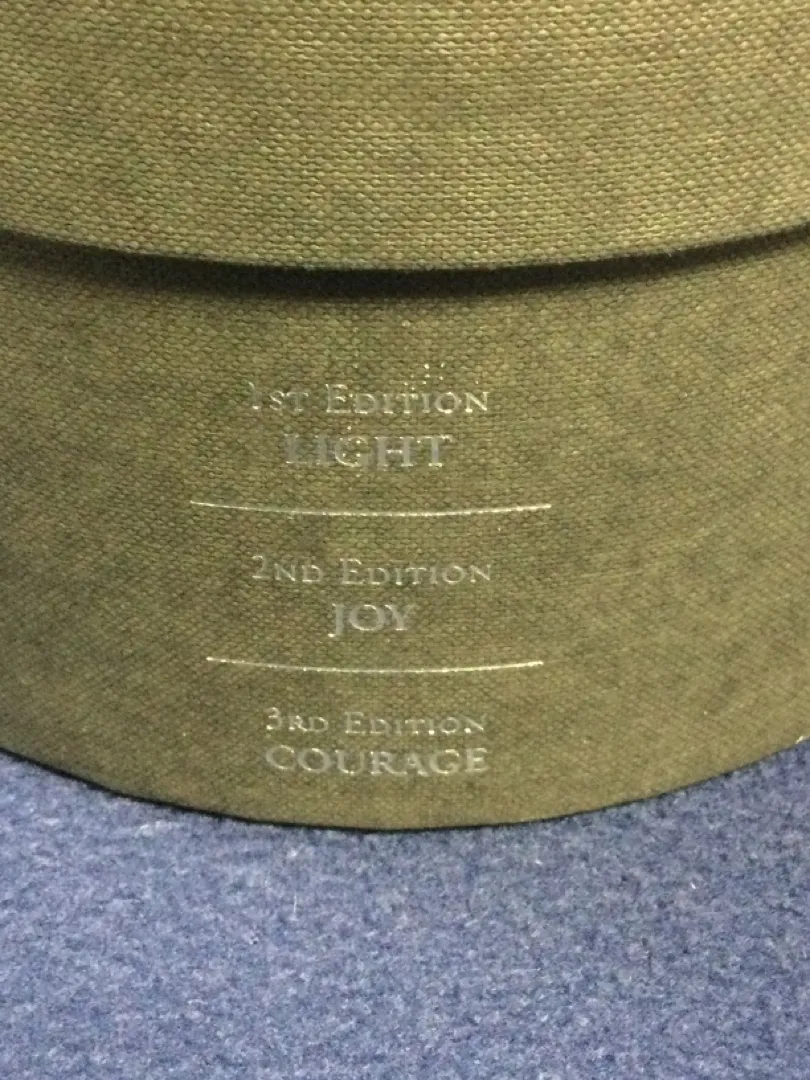 1st Edition
LIGHT
2nd Edition
JOY
3rd Edition
COURAGE